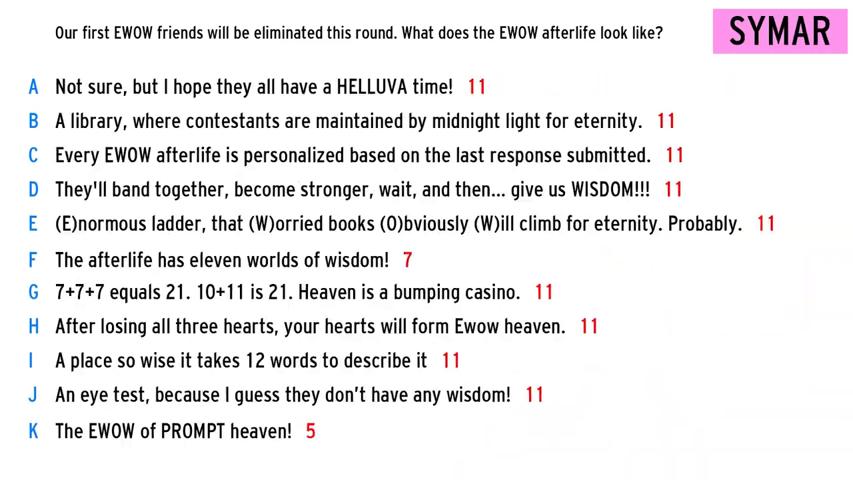 Our first EWOW friends will be eliminated this round. What does the EWOW afterlife look like?
SYMAR
A Not sure, but I hope they all have a HELLUVA time! 11
B A library, where contestants are maintained by midnight light for eternity. 11
C Every EWOW afterlife is personalized based on the last response submitted. 11
D They'll band together, become stronger, wait, and then... give us WISDOM!!! 11
E (E)normous ladder, that (W)orried books (O)bviously (W)ill climb for eternity. Probably. 11
F The afterlife has eleven worlds of wisdom! 7
G 7+7+7 equals 21. 10+11 is 21. Heaven is a bumping casino. 11
H After losing all three hearts, your hearts will form Ewow heaven. 11
I A place so wise it takes 12 words to describe it 11
J An eye test, because I guess they don’t have any wisdom! 11
K The EWOW of PROMPT heaven! 5